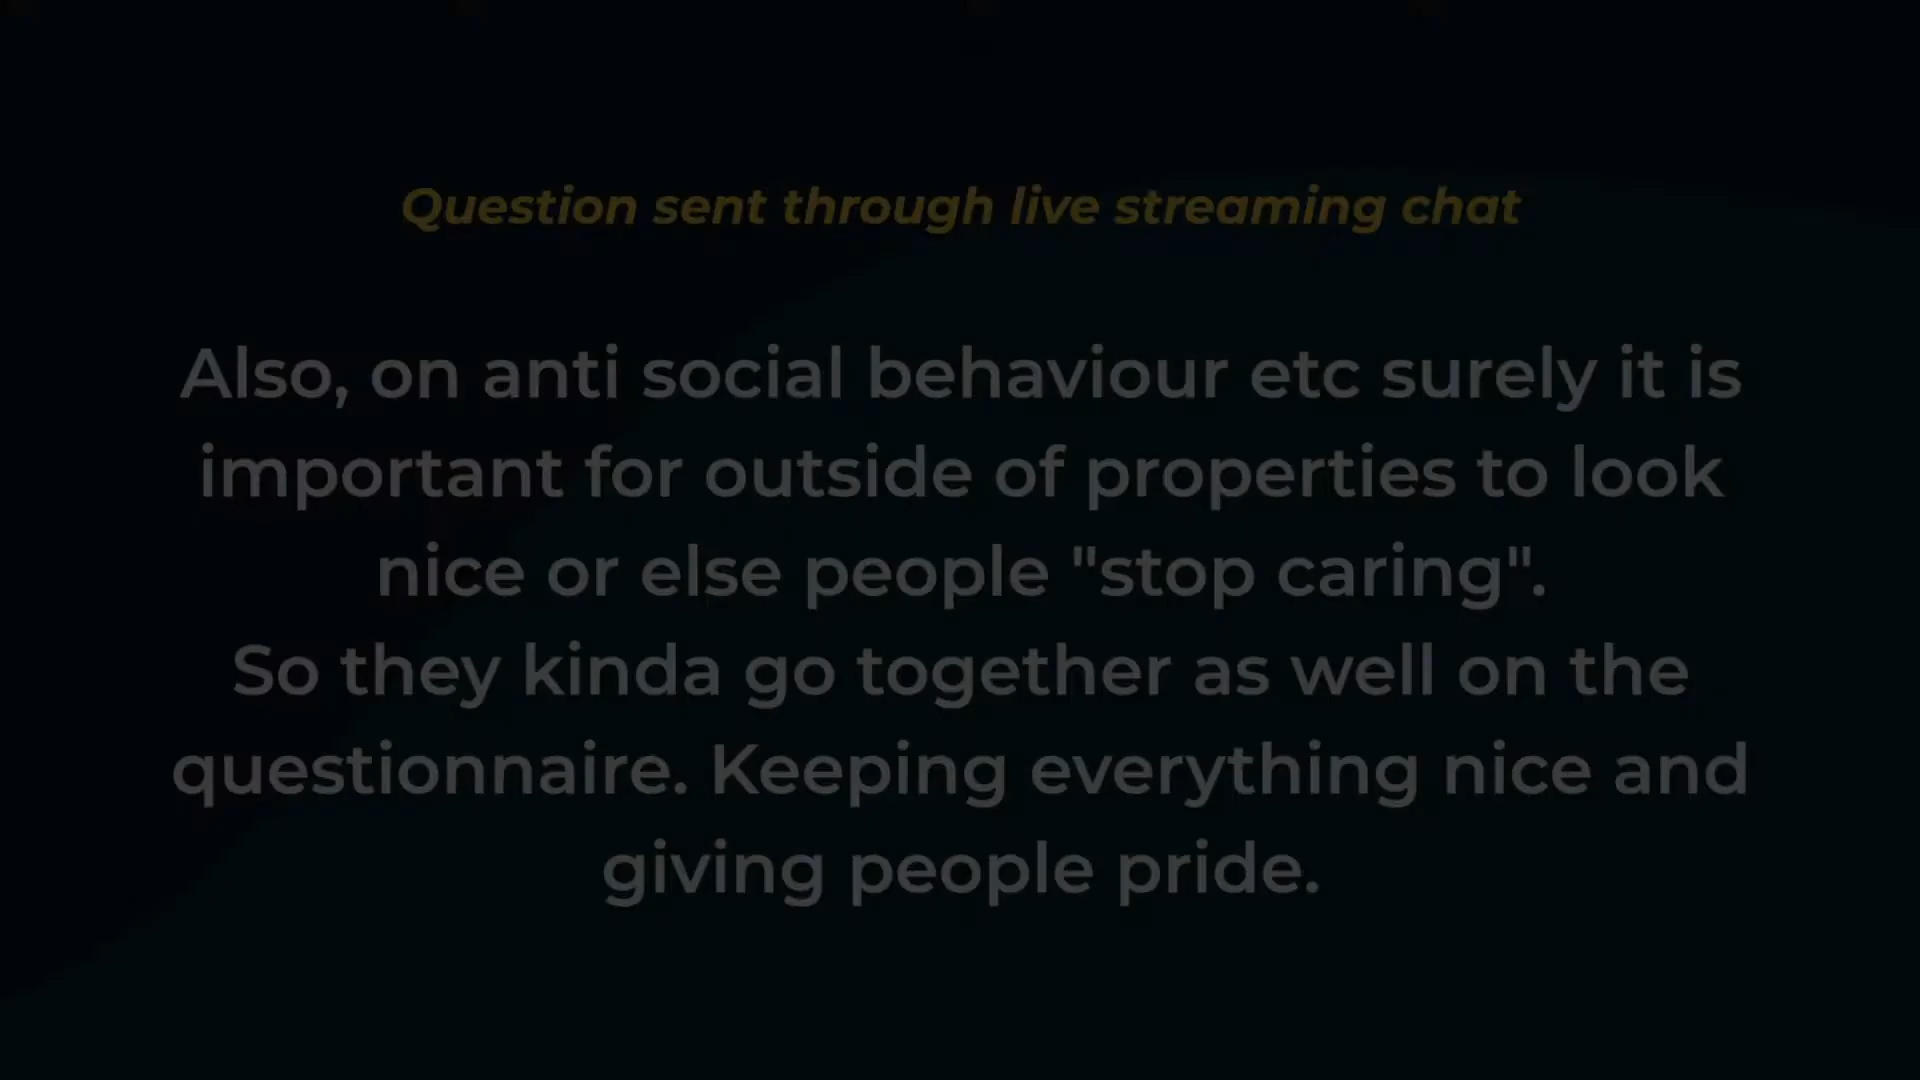 Question sent through live streaming chat
Also, on anti social behaviour etc surely it is
important for outside of properties to look
nice or else people "stop caring".
So they kinda go together as well on the
questionnaire. Keeping everything nice and
giving people pride.